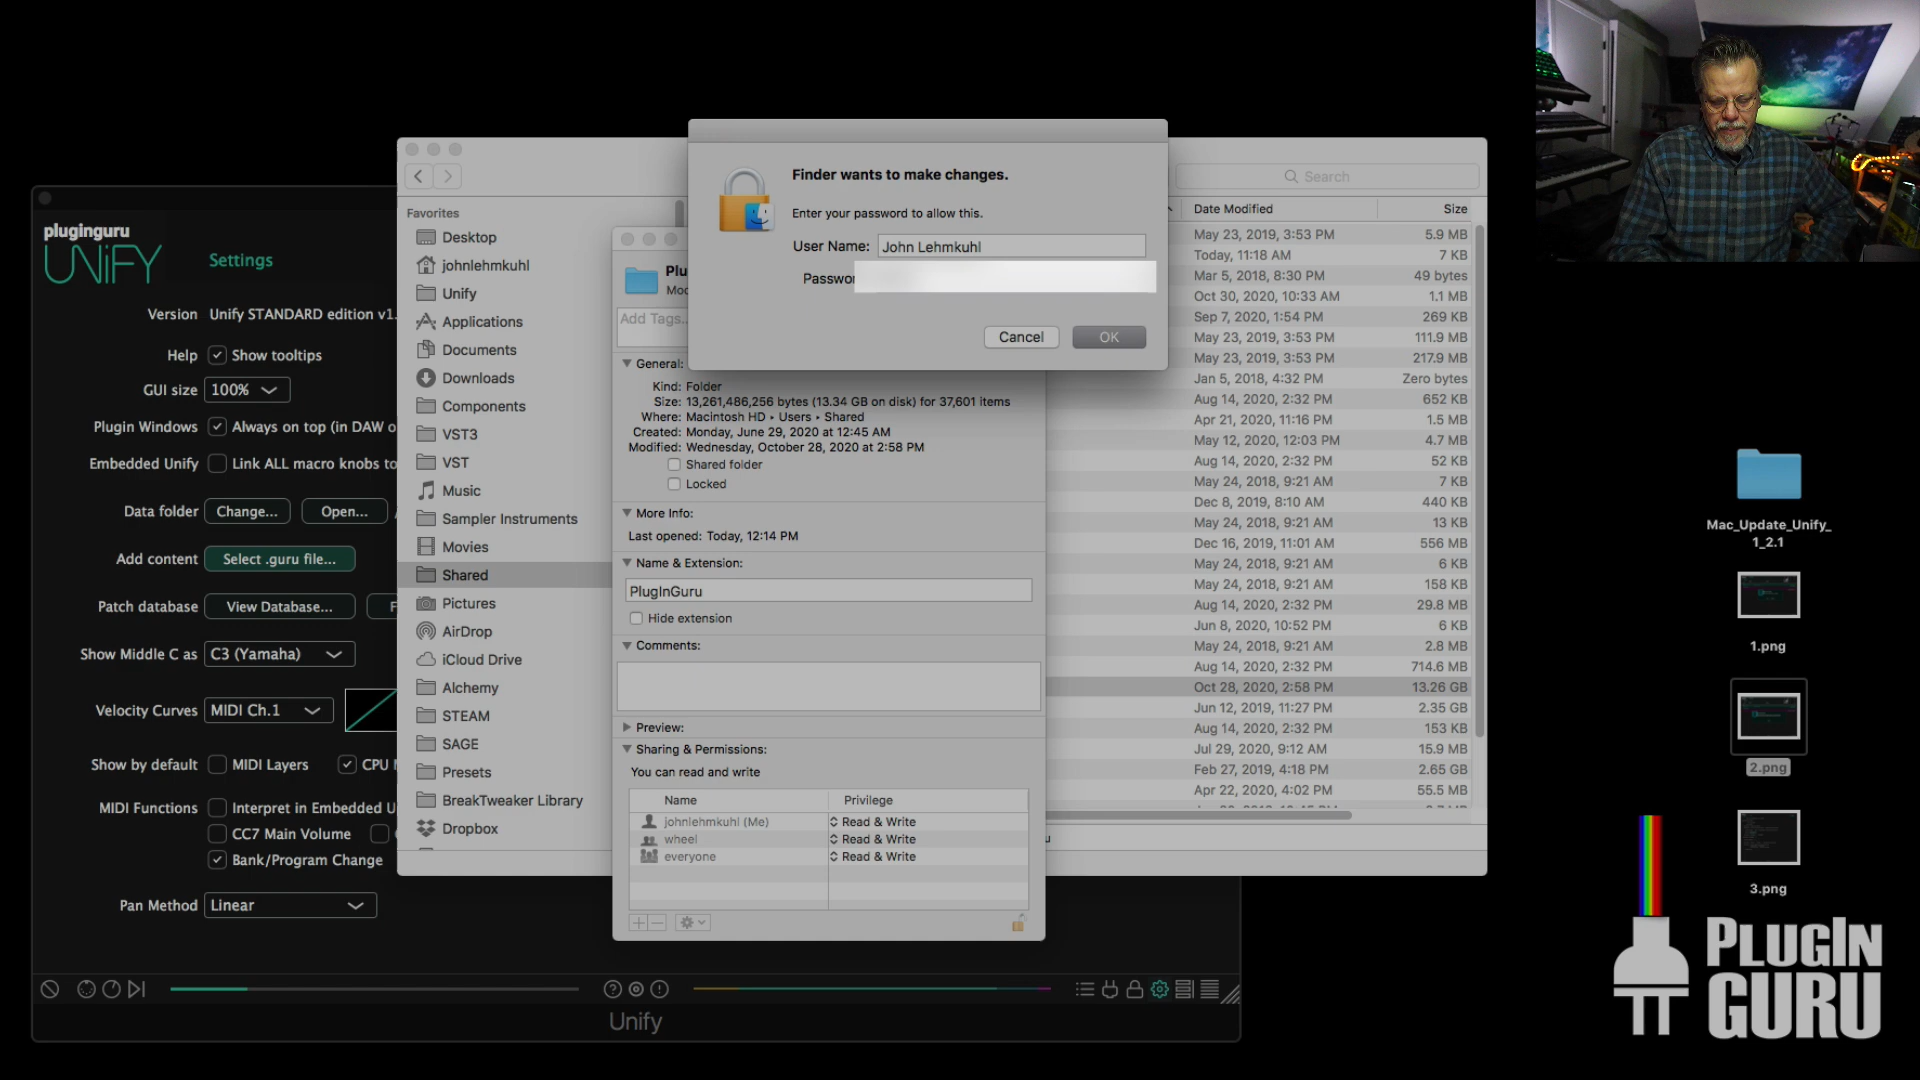 Finder wants to make changes.
Enter your password to allow this.
User Name: John Lehmkuhl
Passwor
Cancel
OK
Search
Favorites
Desktop
johnlehmkuhl
Unify
Applications
Documents
Downloads
Components
VST3
VST
Music
Sampler Instruments
Movies
Shared
Pictures
AirDrop
iCloud Drive
Alchemy
STEAM
SAGE
Presets
BreakTweaker Library
Dropbox
Date Modified Size
May 23, 2019, 3:53 PM 5.9 MB
Today, 11:18 AM 7 KB
Mar 5, 2018, 8:30 PM 49 bytes
Oct 30, 2020, 10:33 AM 1.1 MB
Sep 7, 2020, 1:54 PM 269 KB
May 23, 2019, 3:53 PM 111.9 MB
May 23, 2019, 3:53 PM 217.9 MB
Jan 5, 2018, 4:32 PM Zero bytes
Aug 14, 2020, 2:32 PM 652 KB
Apr 21, 2020, 11:16 PM 1.5 MB
May 12, 2020, 12:03 PM 4.7 MB
Aug 14, 2020, 2:32 PM 52 KB
May 24, 2018, 9:21 AM 7 KB
Dec 8, 2019, 8:10 AM 440 KB
May 24, 2018, 9:21 AM 13 KB
Dec 16, 2019, 11:01 AM 556 MB
May 24, 2018, 9:21 AM 6 KB
May 24, 2018, 9:21 AM 158 KB
Aug 14, 2020, 2:32 PM 29.8 MB
Jun 8, 2020, 10:52 PM 6 KB
May 24, 2018, 9:21 AM 2.8 MB
Aug 14, 2020, 2:32 PM 714.6 MB
Oct 28, 2020, 2:58 PM 13.26 GB
Jun 12, 2019, 11:27 PM 2.35 GB
Aug 14, 2020, 2:32 PM 153 KB
Jul 29, 2020, 9:12 AM 15.9 MB
Feb 27, 2019, 4:18 PM 2.65 GB
Apr 22, 2020, 4:02 PM 55.5 MB
u
Plu
Moc
Add Tags..
General:
Kind: Folder
Size: 13,261,486,256 bytes (13.34 GB on disk) for 37,601 items
Where: Macintosh HD ▸ Users ▸ Shared
Created: Monday, June 29, 2020 at 12:45 AM
Modified: Wednesday, October 28, 2020 at 2:58 PM
Shared folder
Locked
More Info:
Last opened: Today, 12:14 PM
Name & Extension:
PlugInGuru
Hide extension
Comments:
Preview:
Sharing & Permissions:
You can read and write
Name Privilege
johnlehmkuhl (Me) Read & Write
wheel Read & Write
everyone Read & Write
pluginguru
UNiFY
Settings
Version Unify STANDARD edition v1.
Help Show tooltips
GUI size 100%
Plugin Windows Always on top (in DAW o
Embedded Unify Link ALL macro knobs to
Data folder Change... Open...
Add content Select .guru file...
Patch database View Database... F
Show Middle C as C3 (Yamaha)
Velocity Curves MIDI Ch.1
Show by default MIDI Layers CPU
MIDI Functions Interpret in Embedded U
CC7 Main Volume
Bank/Program Change
Pan Method Linear
Unify
Mac_Update_Unify_
1_2.1
1.png
2.png
3.png
PLUGIN
GURU